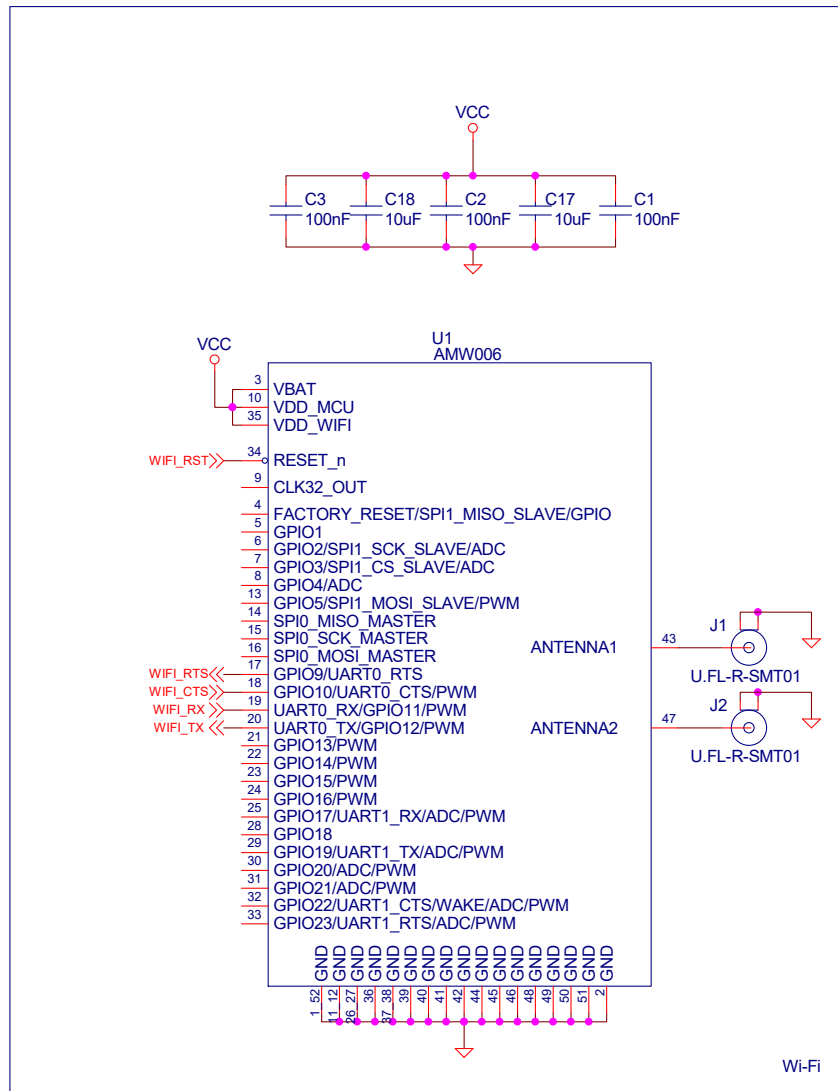 VCC
C3
100nF
C18
10uF
C2
100nF
C17
10uF
C1
100nF
U1
AMW006
VCC
3 VBAT
10 VDD_MCU
35 VDD_WIFI
WIFI_RST 34 RESET_n
9 CLK32_OUT
4 FACTORY_RESET/SPI1_MISO_SLAVE/GPIO
5 GPIO1
6 GPIO2/SPI1_SCK_SLAVE/ADC
7 GPIO3/SPI1_CS_SLAVE/ADC
8 GPIO4/ADC
13 GPIO5/SPI1_MOSI_SLAVE/PWM
14 SPI0_MISO_MASTER
15 SPI0_SCK_MASTER
16 SPI0_MOSI_MASTER
WIFI_RTS 17 GPIO9/UART0_RTS
WIFI_CTS 18 GPIO10/UART0_CTS/PWM
WIFI_RX 19 UART0_RX/GPIO11/PWM
WIFI_TX 20 UART0_TX/GPIO12/PWM
21 GPIO13/PWM
22 GPIO14/PWM
23 GPIO15/PWM
24 GPIO16/PWM
25 GPIO17/UART1_RX/ADC/PWM
28 GPIO18
29 GPIO19/UART1_TX/ADC/PWM
30 GPIO20/ADC/PWM
31 GPIO21/ADC/PWM
32 GPIO22/UART1_CTS/WAKE/ADC/PWM
33 GPIO23/UART1_RTS/ADC/PWM
ANTENNA1 43
J1
U.FL-R-SMT01
ANTENNA2 47
J2
U.FL-R-SMT01
GND GND GND GND GND GND GND GND GND GND GND GND GND GND GND GND GND
1 52 11 12 26 27 36 37 38 39 40 41 42 44 45 46 48 49 50 51 2
Wi-Fi